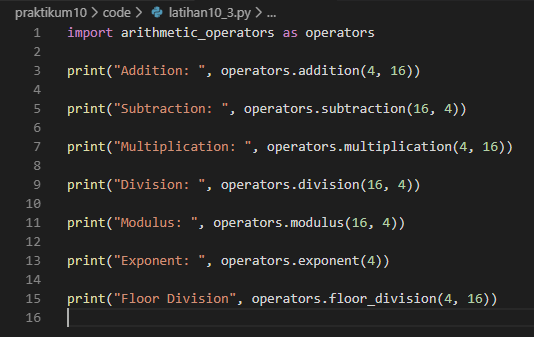 praktikum10 > code > latihan10_3.py > ...
1 import arithmetic_operators as operators
2
3 print("Addition: ", operators.addition(4, 16))
4
5 print("Subtraction: ", operators.subtraction(16, 4))
6
7 print("Multiplication: ", operators.multiplication(4, 16))
8
9 print("Division: ", operators.division(16, 4))
10
11 print("Modulus: ", operators.modulus(16, 4))
12
13 print("Exponent: ", operators.exponent(4))
14
15 print("Floor Division", operators.floor_division(4, 16))
16